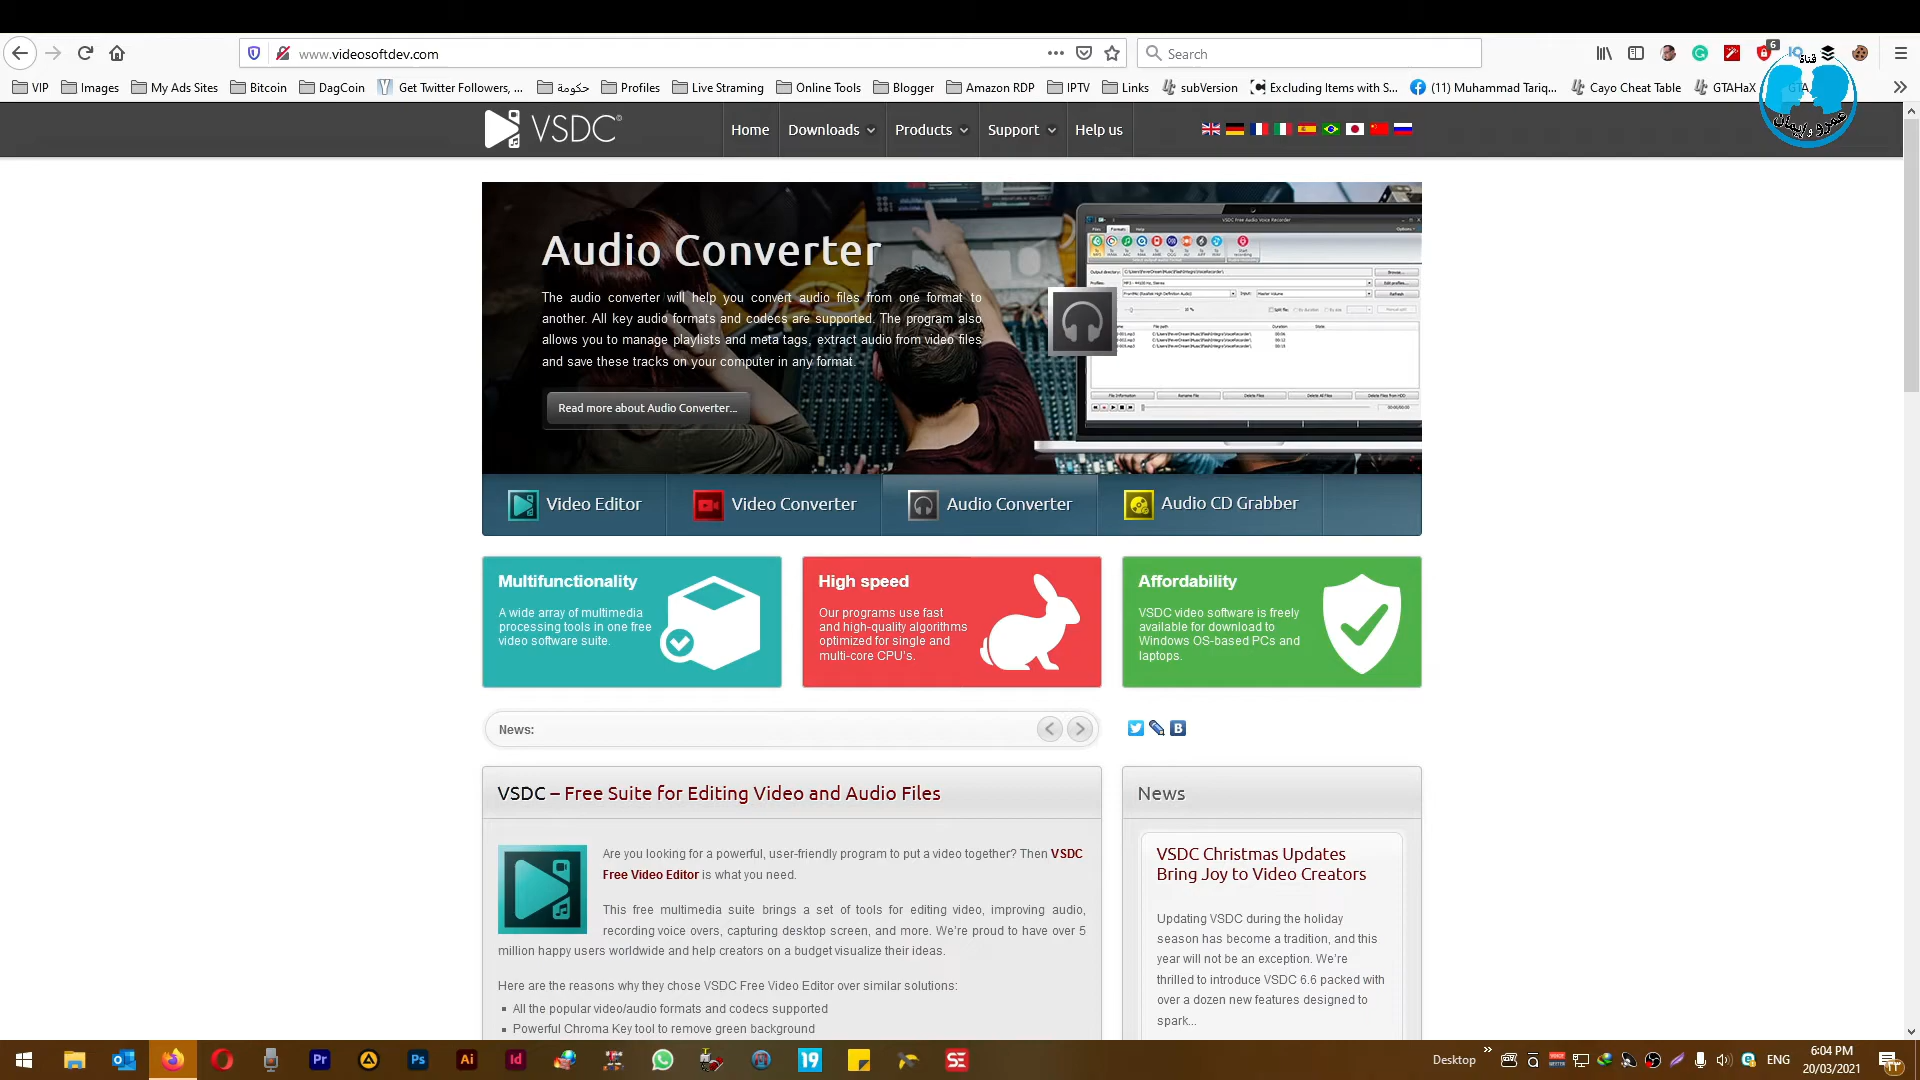 www.videosoftdev.com
Search
6
VIP
Images
My Ads Sites
Bitcoin
DagCoin
Get Twitter Followers, ...
حكومة
Profiles
Live Straming
Online Tools
Blogger
Amazon RDP
IPTV
Links
subVersion
Excluding Items with S...
(11) Muhammad Tariq...
Cayo Cheat Table
GTAHaX
قناة
عمرو وإيمان
VSDC
Home
Downloads
Products
Support
Help us
Audio Converter
The audio converter will help you convert audio files from one format to
another. All key audio formats and codecs are supported. The program also
allows you to manage playlists and meta tags, extract audio from video files
and save these tracks on your computer in any format.
Read more about Audio Converter...
VSDC Free Audio Voice Recorder
Video Editor
Video Converter
Audio Converter
Audio CD Grabber
Multifunctionality
A wide array of multimedia
processing tools in one free
video software suite.
High speed
Our programs use fast
and high-quality algorithms
optimized for single and
multi-core CPU's.
Affordability
VSDC video software is freely
available for download to
Windows OS-based PCs and
laptops.
News:
VSDC – Free Suite for Editing Video and Audio Files
Are you looking for a powerful, user-friendly program to put a video together? Then VSDC
Free Video Editor is what you need.
This free multimedia suite brings a set of tools for editing video, improving audio,
recording voice overs, capturing desktop screen, and more. We're proud to have over 5
million happy users worldwide and help creators on a budget visualize their ideas.
Here are the reasons why they chose VSDC Free Video Editor over similar solutions:
All the popular video/audio formats and codecs supported
Powerful Chroma Key tool to remove green background
News
VSDC Christmas Updates
Bring Joy to Video Creators
Updating VSDC during the holiday
season has become a tradition, and this
year will not be an exception. We're
thrilled to introduce VSDC 6.6 packed with
over a dozen new features designed to
spark...
Pr
Ps
Ai
Id
19
SE
Desktop
ENG
6:04 PM
20/03/2021